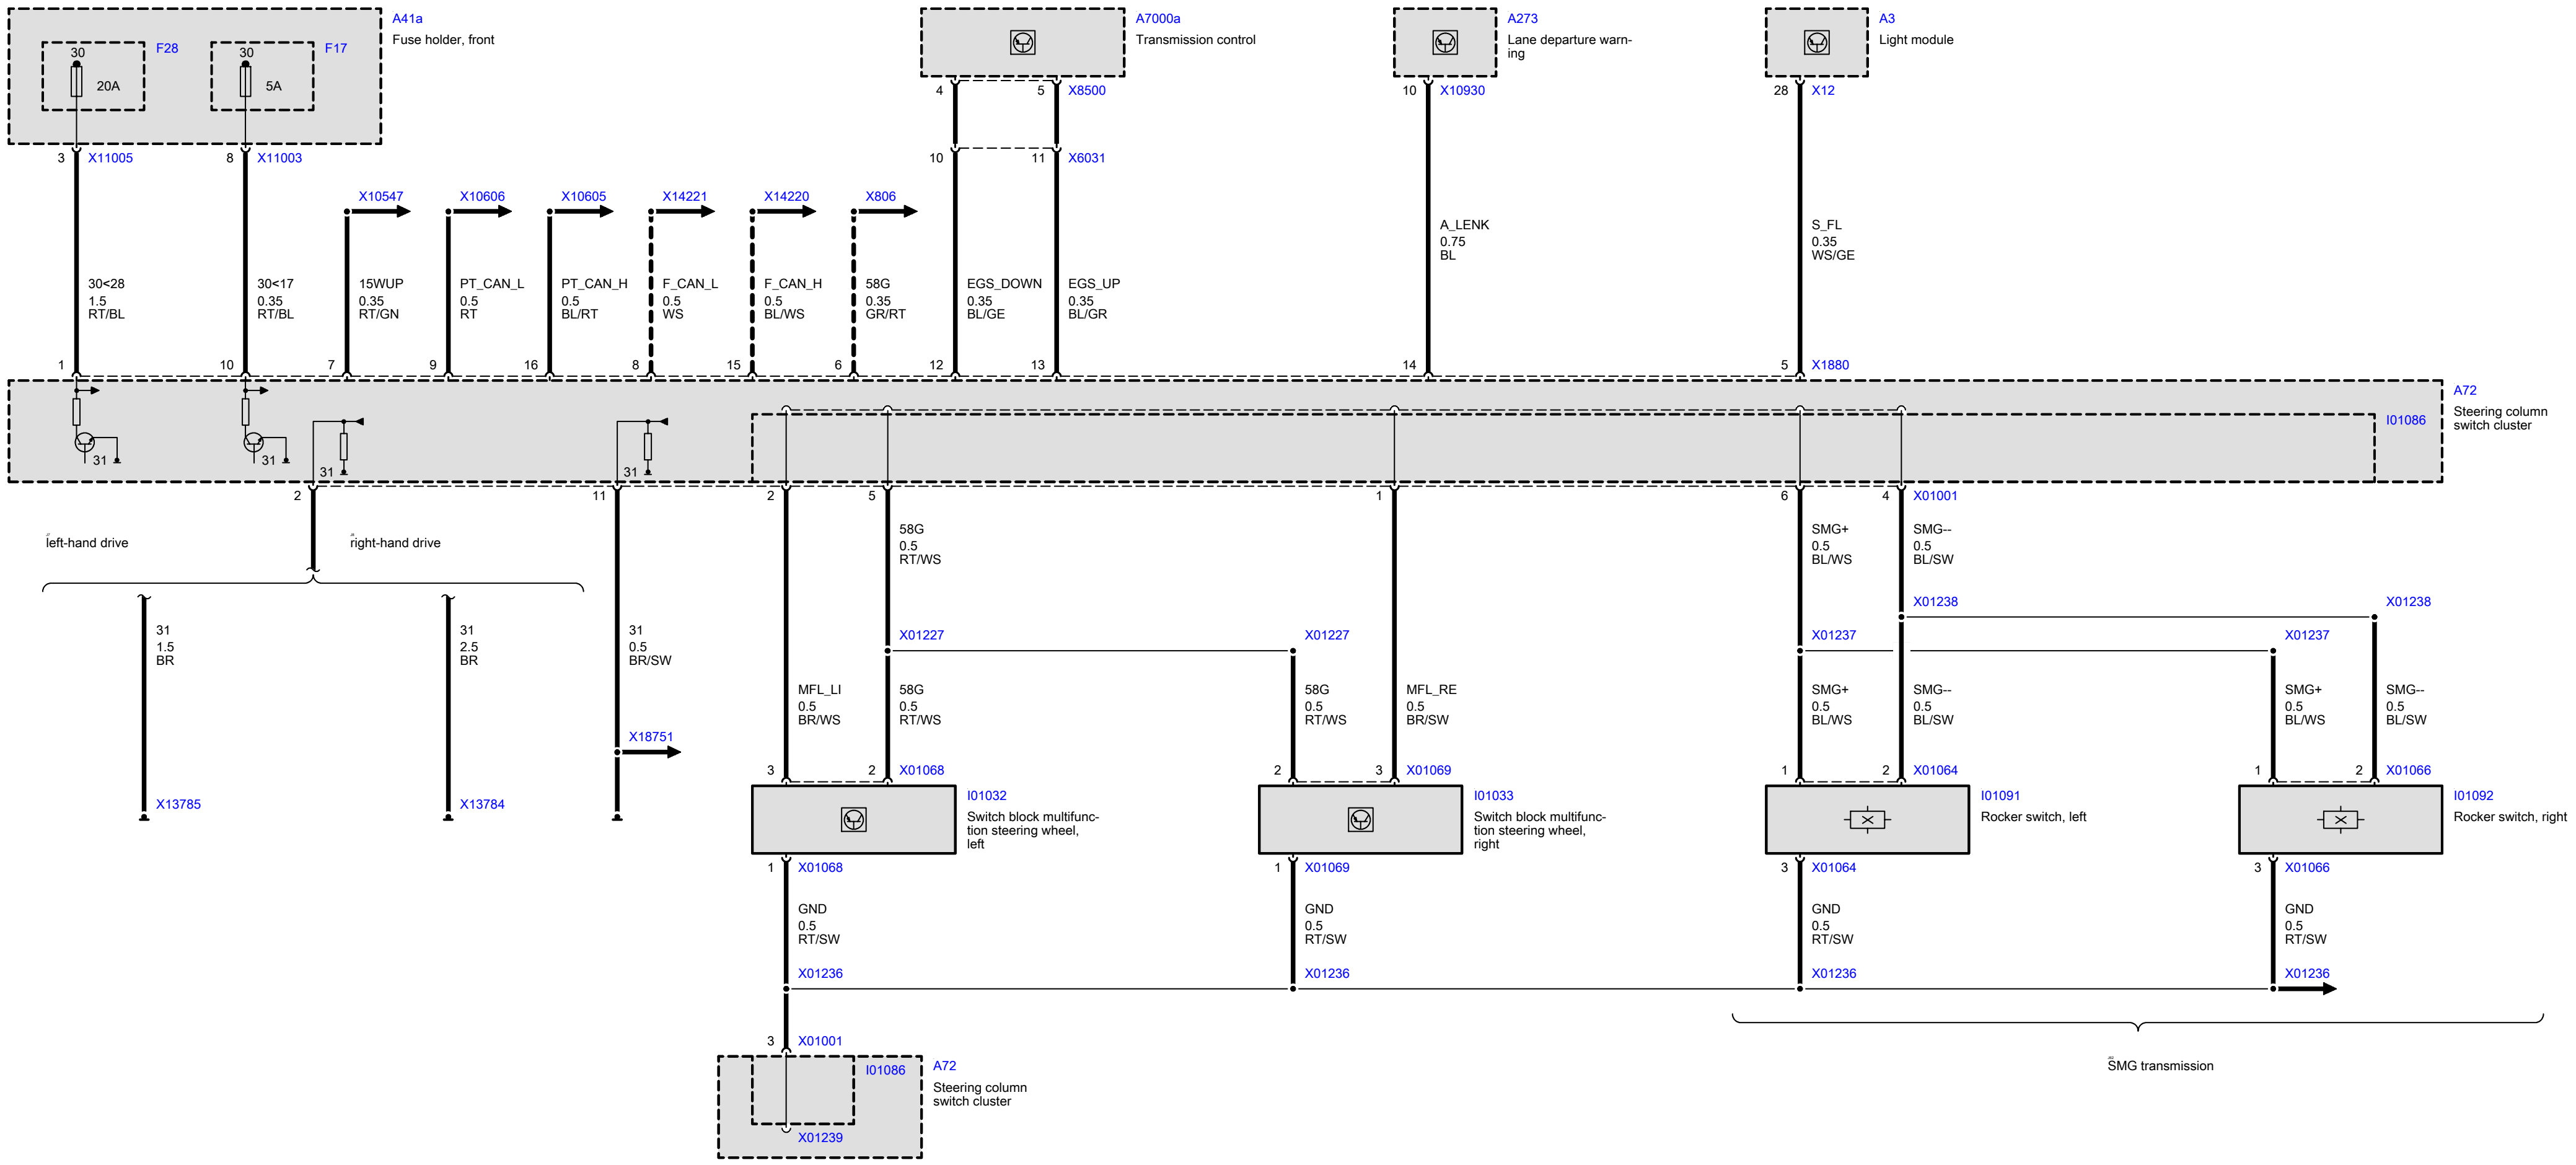 A41a
Fuse holder, front
30
F28
20A
30
F17
5A
A7000a
Transmission control
A273
Lane departure warn-
ing
A3
Light module
4
5
X8500
10
X10930
28
X12
3
X11005
8
X11003
10
11
X6031
X10547
X10606
X10605
X14221
X14220
X806
30<28
1.5
RT/BL
30<17
0.35
RT/BL
15WUP
0.35
RT/GN
PT_CAN_L
0.5
RT
PT_CAN_H
0.5
BL/RT
F_CAN_L
0.5
WS
F_CAN_H
0.5
BL/WS
58G
0.35
GR/RT
EGS_DOWN
0.35
BL/GE
EGS_UP
0.35
BL/GR
A_LENK
0.75
BL
S_FL
0.35
WS/GE
1
10
7
9
16
8
15
6
12
13
14
5
X1880
A72
Steering column
switch cluster
I01086
31
31
31
31
2
11
2
5
1
6
4
X01001
left-hand drive
right-hand drive
58G
0.5
RT/WS
SMG+
0.5
BL/WS
SMG--
0.5
BL/SW
X01238
X01238
X01227
X01227
X01237
X01237
31
1.5
BR
31
2.5
BR
31
0.5
BR/SW
MFL_LI
0.5
BR/WS
58G
0.5
RT/WS
58G
0.5
RT/WS
MFL_RE
0.5
BR/SW
SMG+
0.5
BL/WS
SMG--
0.5
BL/SW
SMG+
0.5
BL/WS
SMG--
0.5
BL/SW
X18751
3
2
X01068
2
3
X01069
1
2
X01064
1
2
X01066
X13785
X13784
I01032
Switch block multifunc-
tion steering wheel,
left
I01033
Switch block multifunc-
tion steering wheel,
right
I01091
Rocker switch, left
I01092
Rocker switch, right
1
X01068
1
X01069
3
X01064
3
X01066
GND
0.5
RT/SW
GND
0.5
RT/SW
GND
0.5
RT/SW
GND
0.5
RT/SW
X01236
X01236
X01236
X01236
3
X01001
I01086
A72
Steering column
switch cluster
X01239
SMG transmission